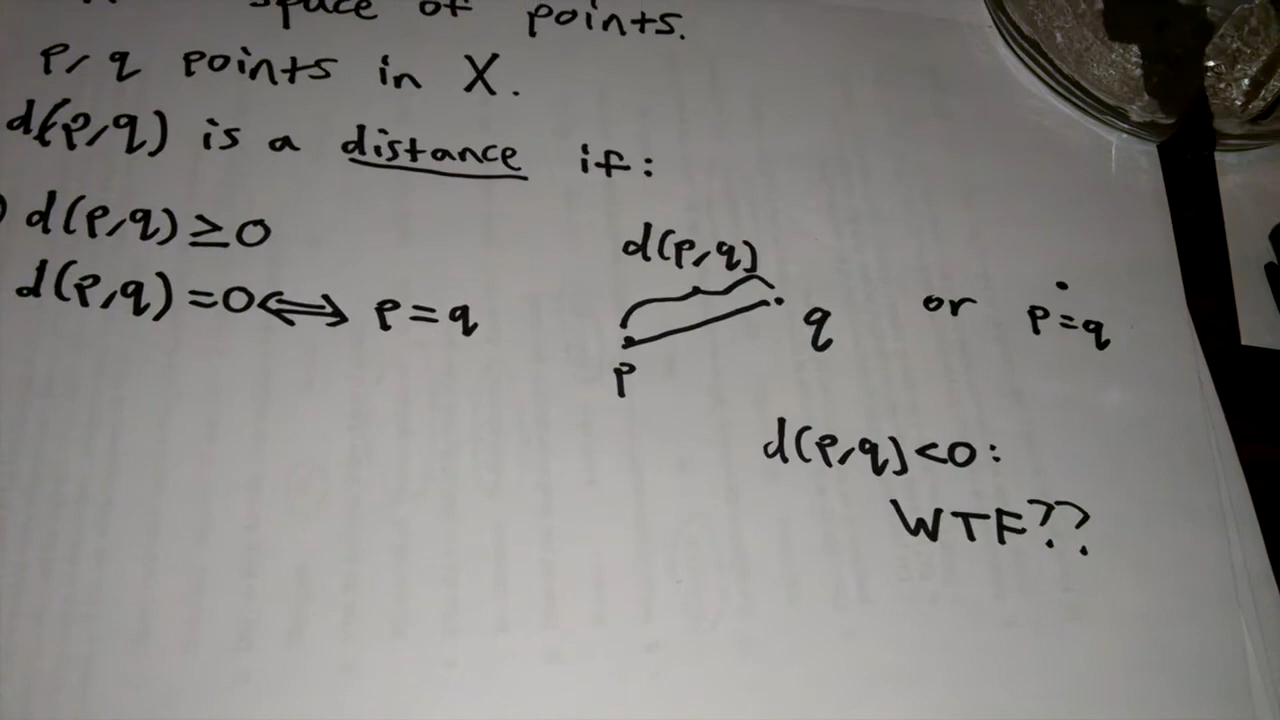 space of points.
p, q points in X.
d(p,q) is a distance if:
) d(p,q) ≥ 0
d(p,q) = 0 ⟺ p = q
d(p,q)
p
q
or
p=q
d(p,q) < 0:
WTF??